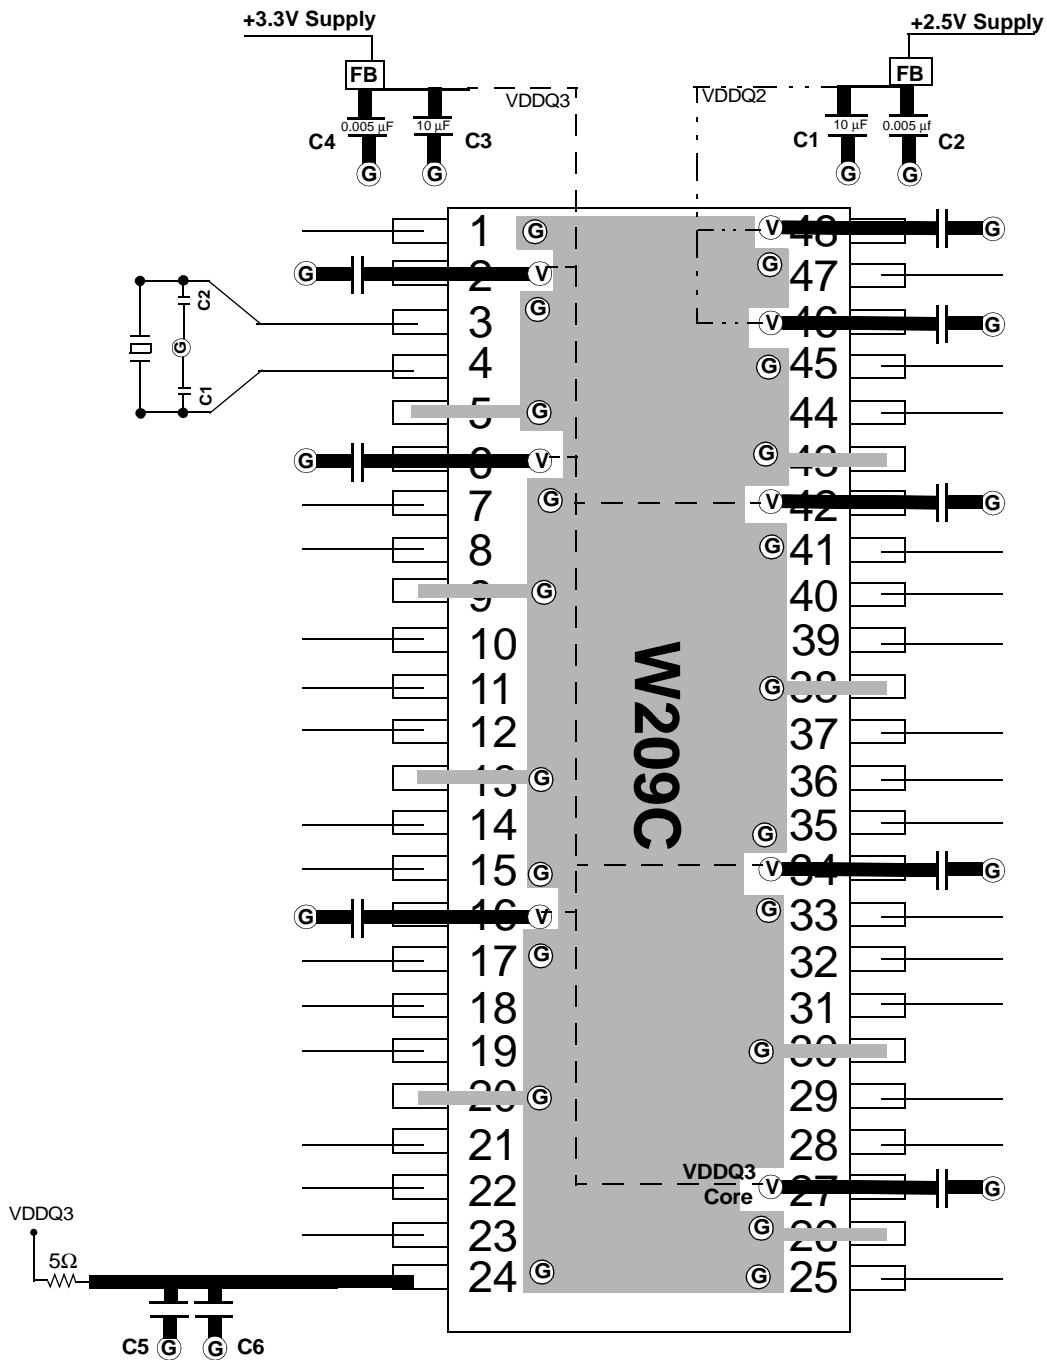 +3.3V Supply
+2.5V Supply
FB
FB
VDDQ3
VDDQ2
0.005 µF
10 µF
10 µF
0.005 µf
C4
C3
C1
C2
G
G
G
G
1
G
V
48
G
G
2
V
G
47
C2
3
G
V
46
G
G
4
G
45
C1
5
G
44
G
6
V
G
43
7
G
V
42
G
8
G
41
9
G
40
10
39
W209C
11
G
38
12
37
13
G
36
14
G
35
15
G
V
34
G
G
16
V
G
33
17
G
32
18
31
19
G
30
20
G
29
21
28
22
VDDQ3
Core
V
27
G
VDDQ3
23
G
26
5Ω
24
G
G
25
C5
G
G
C6